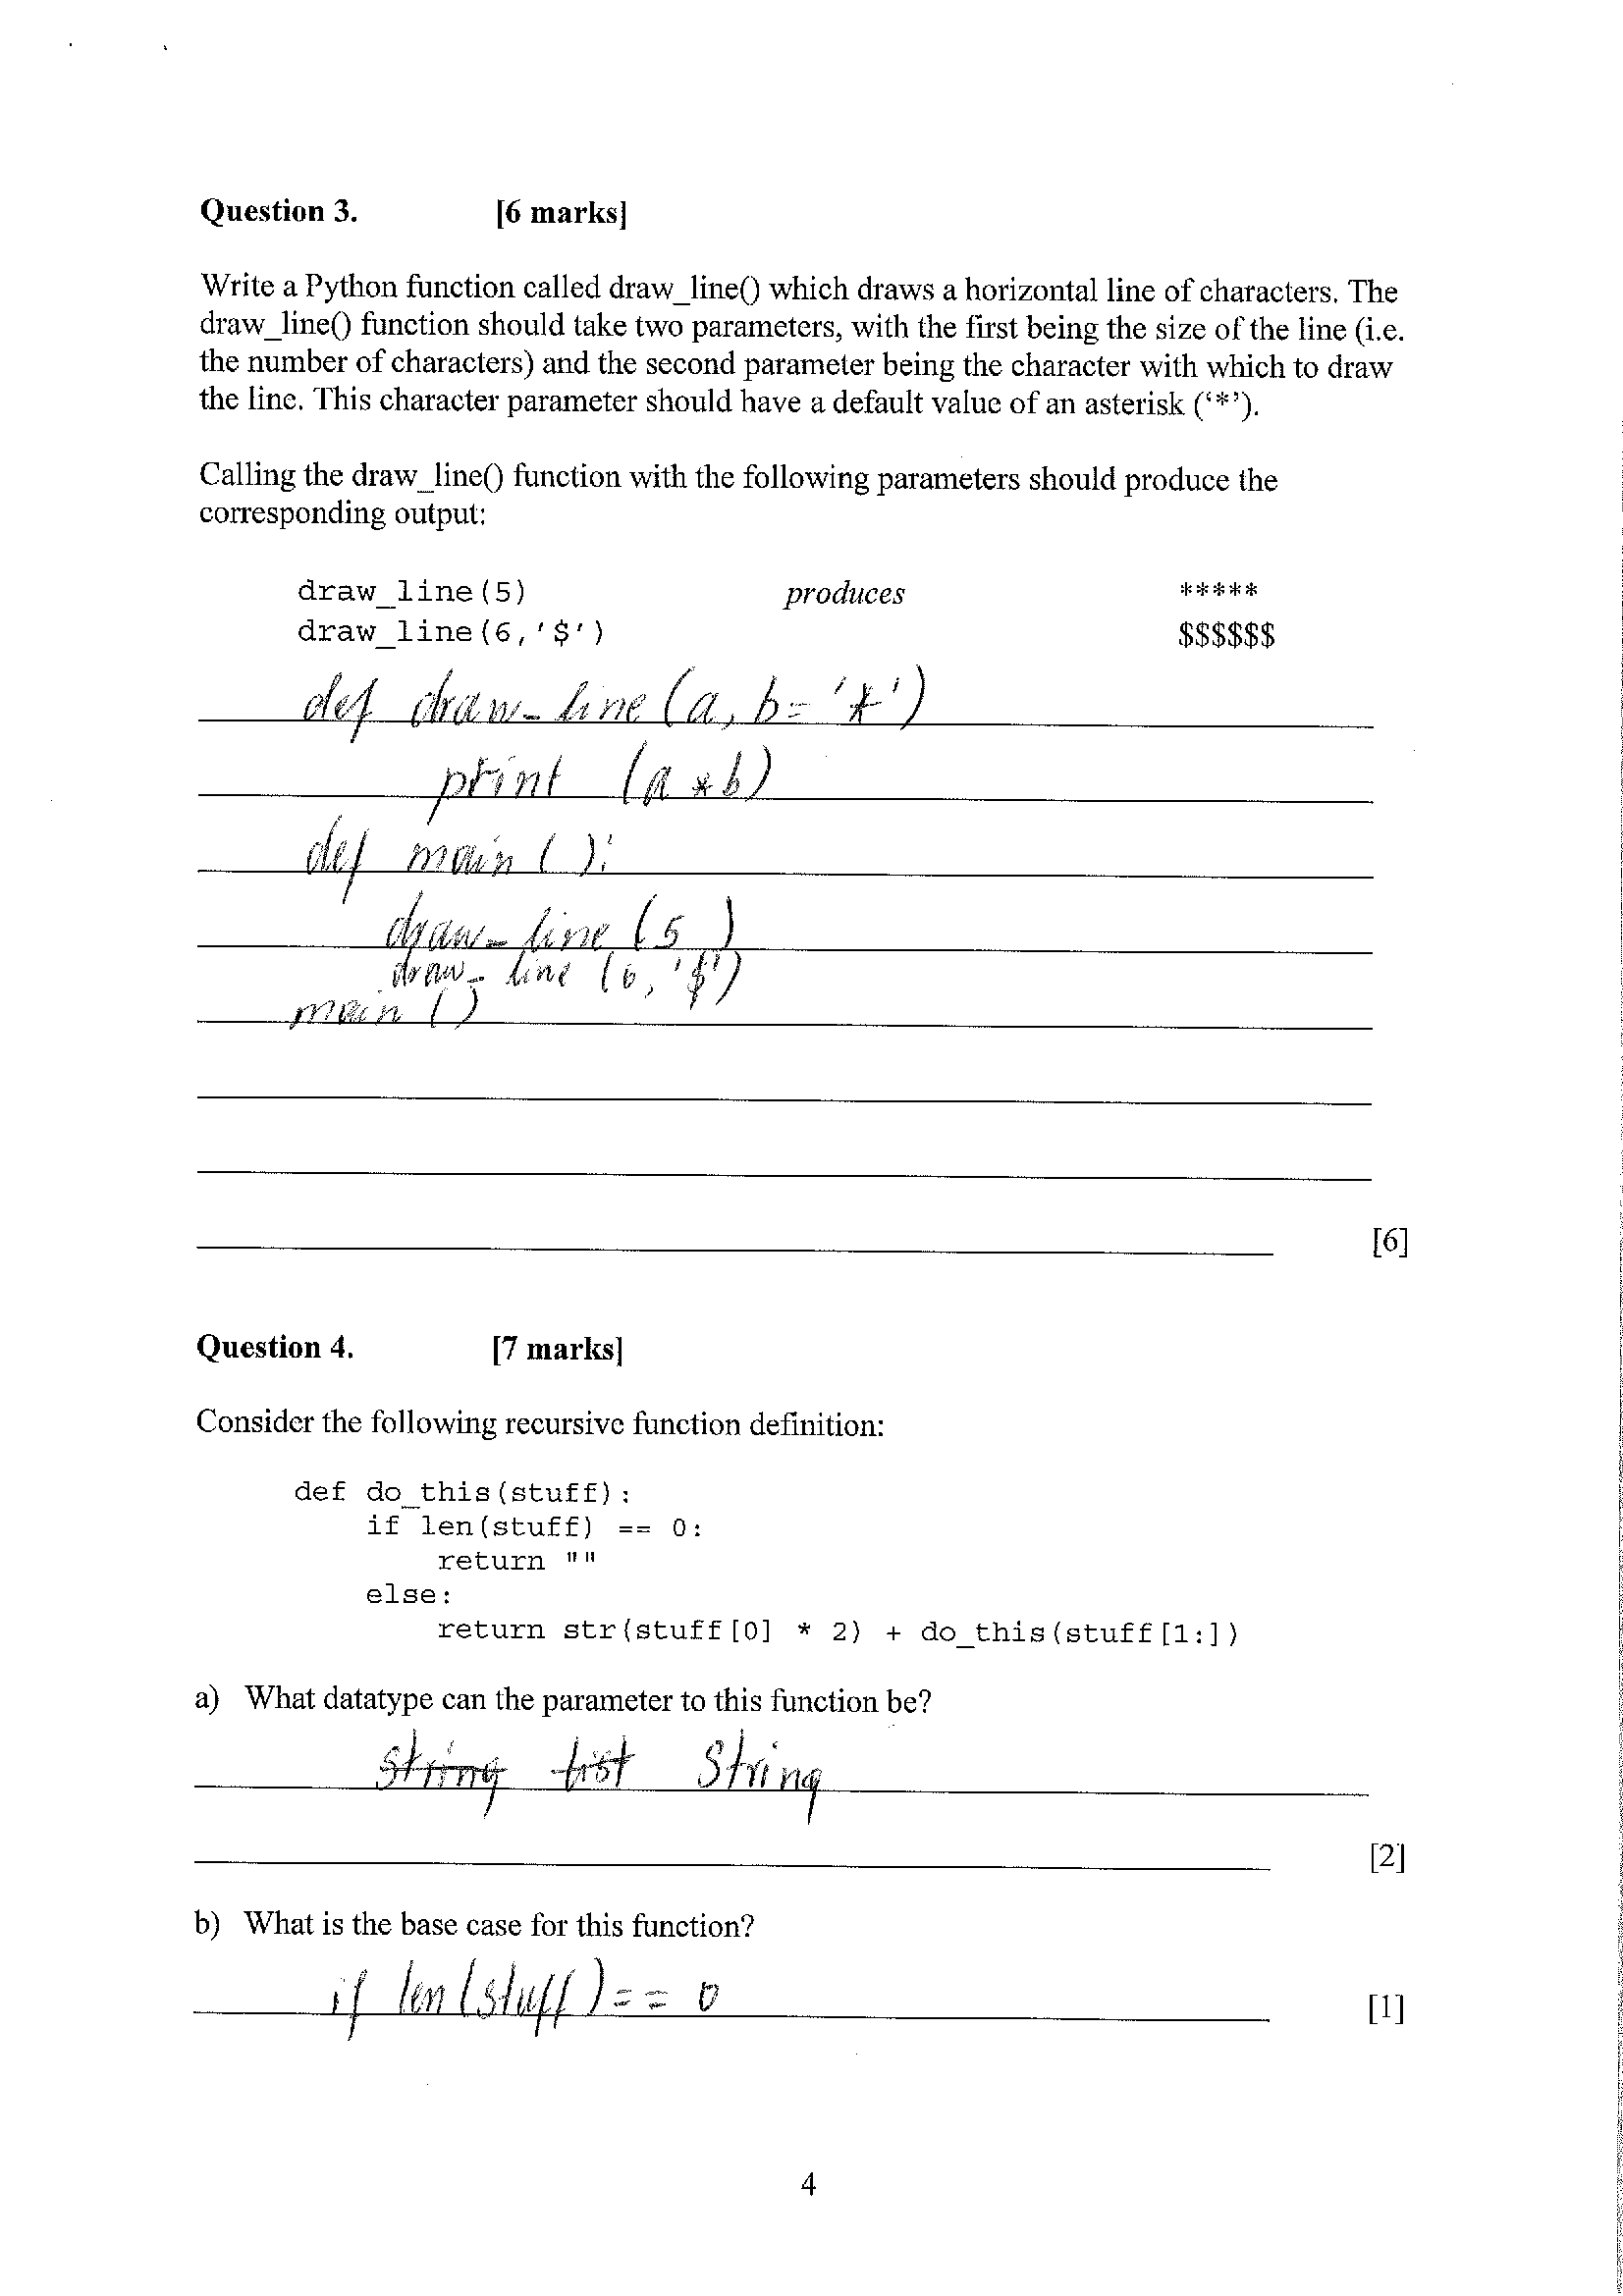 Question 3. [6 marks]
Write a Python function called draw_line() which draws a horizontal line of characters. The
draw_line() function should take two parameters, with the first being the size of the line (i.e.
the number of characters) and the second parameter being the character with which to draw
the line. This character parameter should have a default value of an asterisk (‘*’).
Calling the draw_line() function with the following parameters should produce the
corresponding output:
draw_line(5) produces *****
draw_line(6,'$') $$$$$$
def draw_line (a, b= '*')
print (a * b)
def main ():
draw_line (5 )
draw_line (6, '$')
main ()
[6]
Question 4. [7 marks]
Consider the following recursive function definition:
def do_this(stuff):
if len(stuff) == 0:
return ""
else:
return str(stuff[0] * 2) + do_this(stuff[1:])
a) What datatype can the parameter to this function be?
string list String
[2]
b) What is the base case for this function?
if len(stuff) == 0
[1]
4